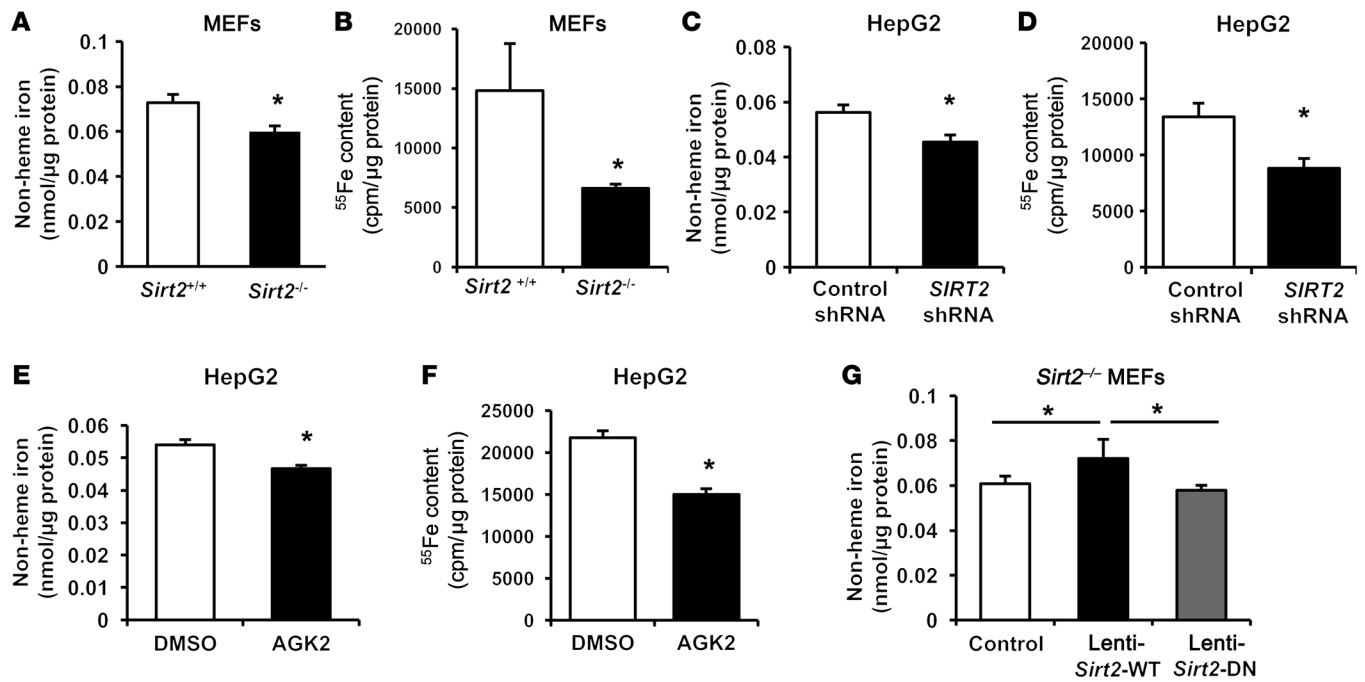 A
MEFs
Non-heme iron
(nmol/µg protein)
0.1
0.08
0.06
0.04
0.02
0
*
Sirt2+/+
Sirt2-/-
B
MEFs
55Fe content
(cpm/µg protein)
20000
15000
10000
5000
0
*
Sirt2 +/+
Sirt2-/-
C
HepG2
Non-heme iron
(nmol/µg protein)
0.08
0.06
0.04
0.02
0
*
Control
shRNA
SIRT2
shRNA
D
HepG2
55Fe content
(cpm/µg protein)
20000
15000
10000
5000
0
*
Control
shRNA
SIRT2
shRNA
E
HepG2
Non-heme iron
(nmol/µg protein)
0.06
0.05
0.04
0.03
0.02
0.01
0
*
DMSO
AGK2
F
HepG2
55Fe content
(cpm/µg protein)
25000
20000
15000
10000
5000
0
*
DMSO
AGK2
G
Sirt2–/– MEFs
Non-heme iron
(nmol/µg protein)
0.1
0.08
0.06
0.04
0.02
0
*
*
Control
Lenti-
Sirt2-WT
Lenti-
Sirt2-DN